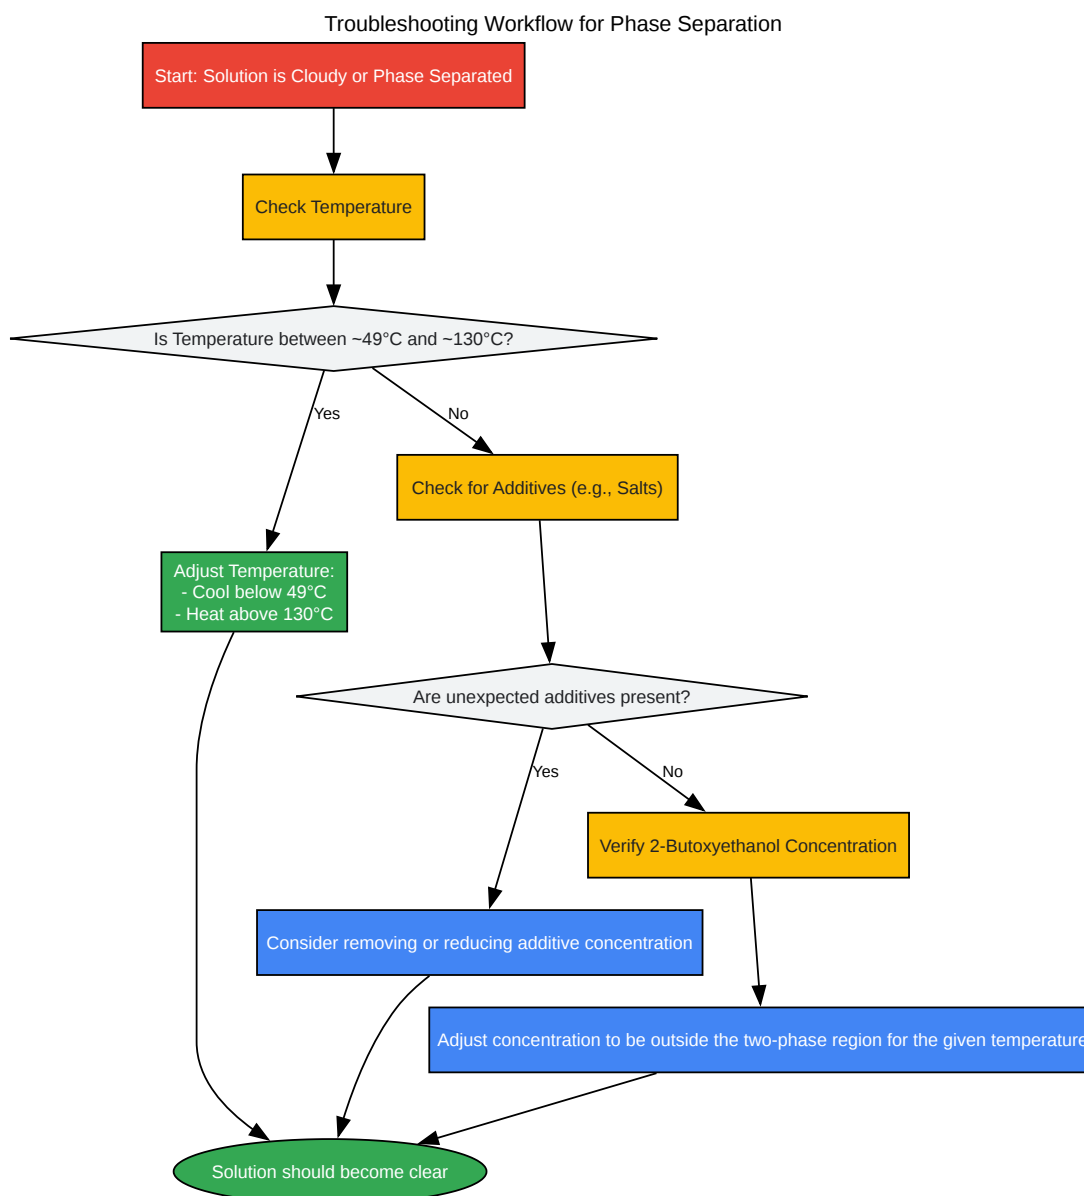 Troubleshooting Workflow for Phase Separation
Start: Solution is Cloudy or Phase Separated
Check Temperature
Is Temperature between ~49°C and ~130°C?
Yes
No
Check for Additives (e.g., Salts)
Adjust Temperature:
- Cool below 49°C
- Heat above 130°C
Are unexpected additives present?
Yes
No
Verify 2-Butoxyethanol Concentration
Consider removing or reducing additive concentration
Adjust concentration to be outside the two-phase region for the given temperature
Solution should become clear